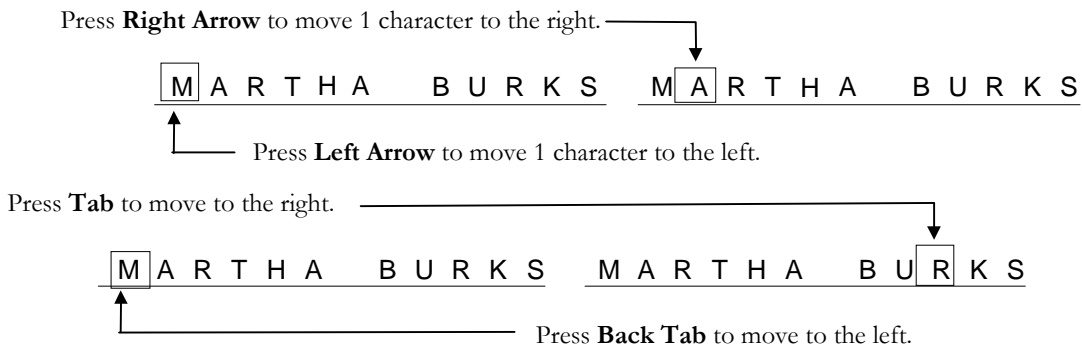 Press Right Arrow to move 1 character to the right.
M A R T H A B U R K S M A R T H A B U R K S
Press Left Arrow to move 1 character to the left.
Press Tab to move to the right.
M A R T H A B U R K S M A R T H A B U R K S
Press Back Tab to move to the left.